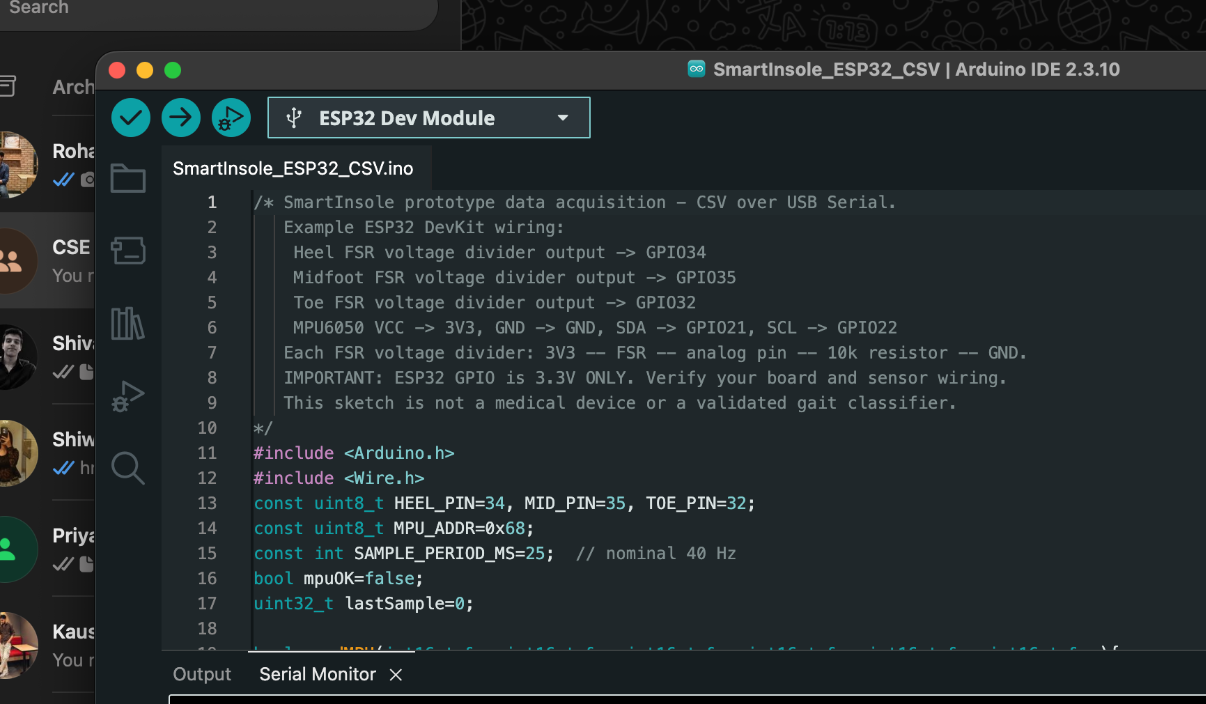 Search
SmartInsole_ESP32_CSV | Arduino IDE 2.3.10
Arch
ESP32 Dev Module
Roha
SmartInsole_ESP32_CSV.ino
CSE
You r
Shiva
Shiw
hr
Priya
Kaus
You r
1 /* SmartInsole prototype data acquisition – CSV over USB Serial.
2 Example ESP32 DevKit wiring:
3 Heel FSR voltage divider output -> GPIO34
4 Midfoot FSR voltage divider output -> GPIO35
5 Toe FSR voltage divider output -> GPIO32
6 MPU6050 VCC -> 3V3, GND -> GND, SDA -> GPIO21, SCL -> GPIO22
7 Each FSR voltage divider: 3V3 -- FSR -- analog pin -- 10k resistor -- GND.
8 IMPORTANT: ESP32 GPIO is 3.3V ONLY. Verify your board and sensor wiring.
9 This sketch is not a medical device or a validated gait classifier.
10 */
11 #include <Arduino.h>
12 #include <Wire.h>
13 const uint8_t HEEL_PIN=34, MID_PIN=35, TOE_PIN=32;
14 const uint8_t MPU_ADDR=0x68;
15 const int SAMPLE_PERIOD_MS=25; // nominal 40 Hz
16 bool mpuOK=false;
17 uint32_t lastSample=0;
18
Output
Serial Monitor